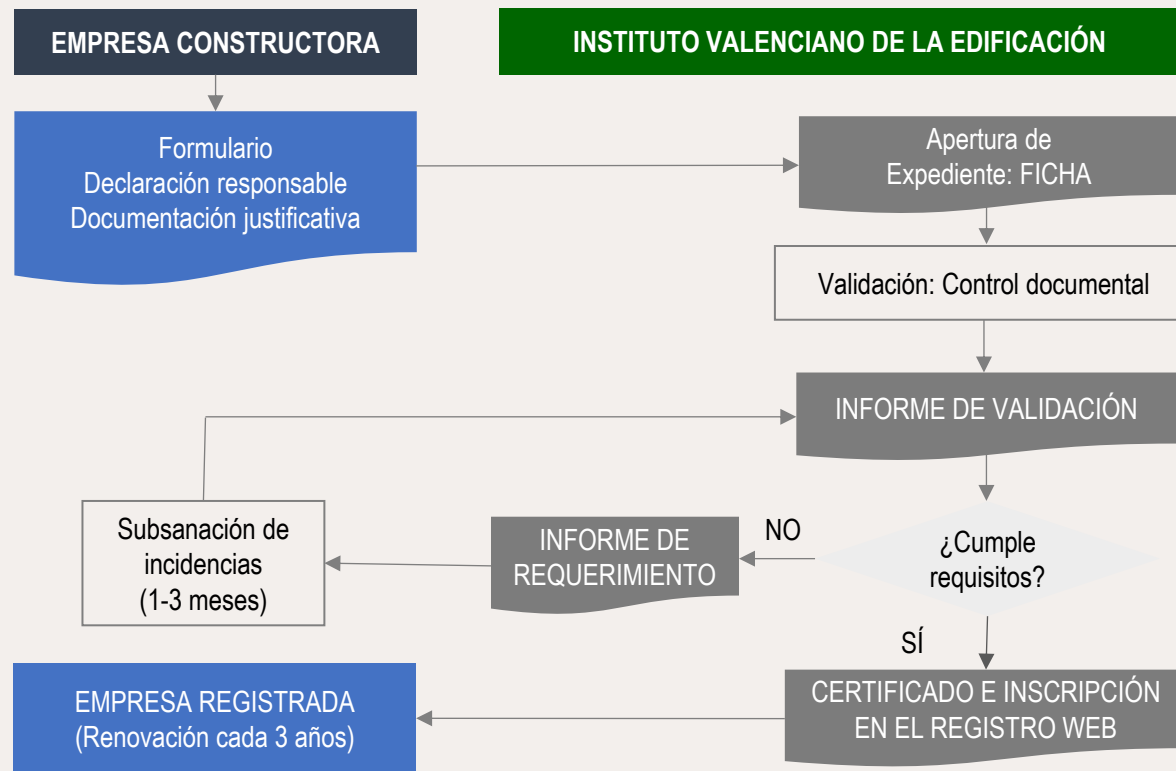 EMPRESA CONSTRUCTORA
INSTITUTO VALENCIANO DE LA EDIFICACIÓN
Formulario
Declaración responsable
Documentación justificativa
Apertura de
Expediente: FICHA
Validación: Control documental
INFORME DE VALIDACIÓN
¿Cumple
requisitos?
NO
INFORME DE
REQUERIMIENTO
Subsanación de
incidencias
(1-3 meses)
SÍ
CERTIFICADO E INSCRIPCIÓN
EN EL REGISTRO WEB
EMPRESA REGISTRADA
(Renovación cada 3 años)